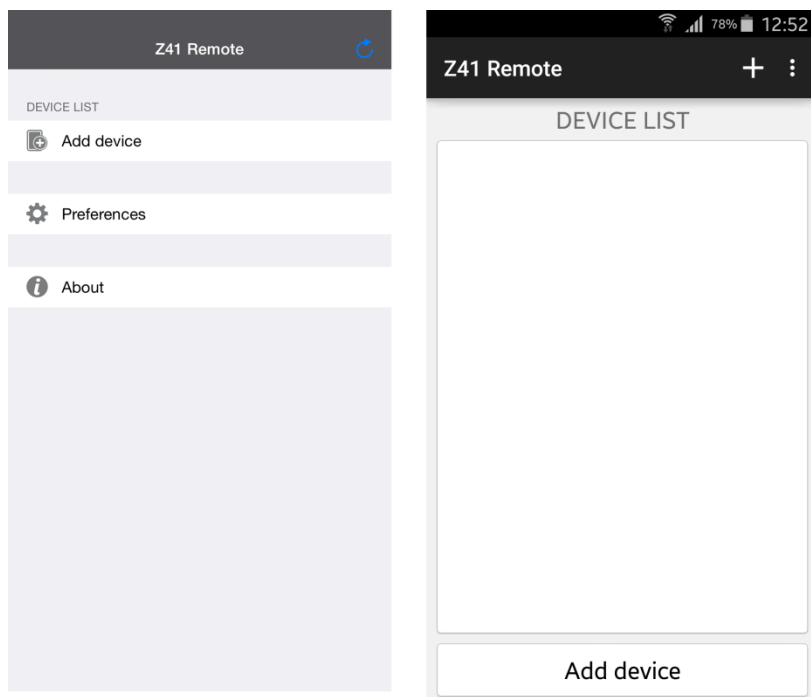 Z41 Remote
DEVICE LIST
Add device
Preferences
About
78% 12:52
Z41 Remote
DEVICE LIST
Add device